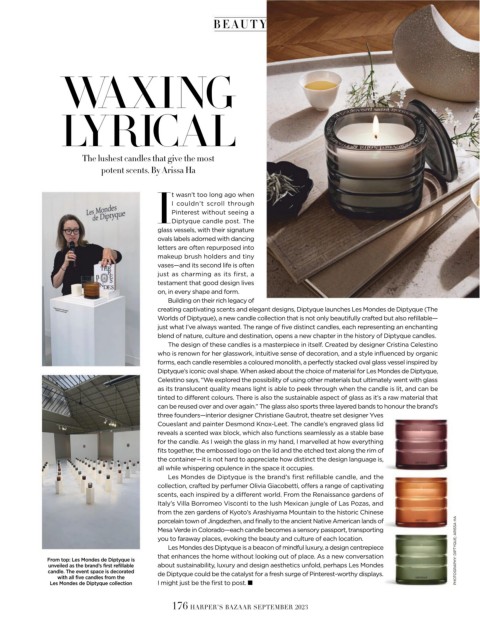 BEAUTY
WAXING
LYRICAL
The lushest candles that give the most
potent scents. By Arissa Ha
Les Mondes
de Diptyque
It wasn't too long ago when
I couldn't scroll through
Pinterest without seeing a
Diptyque candle post. The
glass vessels, with their signature
ovals labels adorned with dancing
letters are often repurposed into
makeup brush holders and tiny
vases—and its second life is often
just as charming as its first, a
testament that good design lives
on, in every shape and form.
Building on their rich legacy of
creating captivating scents and elegant designs, Diptyque launches Les Mondes de Diptyque (The
Worlds of Diptyque), a new candle collection that is not only beautifully crafted but also refillable—
just what I've always wanted. The range of five distinct candles, each representing an enchanting
blend of nature, culture and destination, opens a new chapter in the history of Diptyque candles.
The design of these candles is a masterpiece in itself. Created by designer Cristina Celestino
who is renown for her glasswork, intuitive sense of decoration, and a style influenced by organic
forms, each candle resembles a coloured monolith, a perfectly stacked oval glass vessel inspired by
Diptyque's iconic oval shape. When asked about the choice of material for Les Mondes de Diptyque,
Celestino says, "We explored the possibility of using other materials but ultimately went with glass
as its translucent quality means light is able to peek through when the candle is lit, and can be
tinted to different colours. There is also the sustainable aspect of glass as it's a raw material that
can be reused over and over again." The glass also sports three layered bands to honour the brand's
three founders—interior designer Christiane Gautrot, theatre set designer Yves
Coueslant and painter Desmond Knox-Leet. The candle's engraved glass lid
reveals a scented wax block, which also functions seamlessly as a stable base
for the candle. As I weigh the glass in my hand, I marvelled at how everything
fits together, the embossed logo on the lid and the etched text along the rim of
the container—it is not hard to appreciate how distinct the design language is,
all while whispering opulence in the space it occupies.
Les Mondes de Diptyque is the brand's first refillable candle, and the
collection, crafted by perfumer Olivia Giacobetti, offers a range of captivating
scents, each inspired by a different world. From the Renaissance gardens of
Italy's Villa Borromeo Visconti to the lush Mexican jungle of Las Pozas, and
from the zen gardens of Kyoto's Arashiyama Mountain to the historic Chinese
porcelain town of Jingdezhen, and finally to the ancient Native American lands of
Mesa Verde in Colorado—each candle becomes a sensory passport, transporting
you to faraway places, evoking the beauty and culture of each location.
Les Mondes des Diptyque is a beacon of mindful luxury, a design centrepiece
that enhances the home without looking out of place. As a new conversation
about sustainability, luxury and design aesthetics unfold, perhaps Les Mondes
de Diptyque could be the catalyst for a fresh surge of Pinterest-worthy displays.
I might just be the first to post. ■
From top: Les Mondes de Diptyque is
unveiled as the brand's first refillable
candle. The event space is decorated
with all five candles from the
Les Mondes de Diptyque collection
PHOTOGRAPHY: DIPTYQUE; ARISSA HA
176 HARPER'S BAZAAR SEPTEMBER 2023